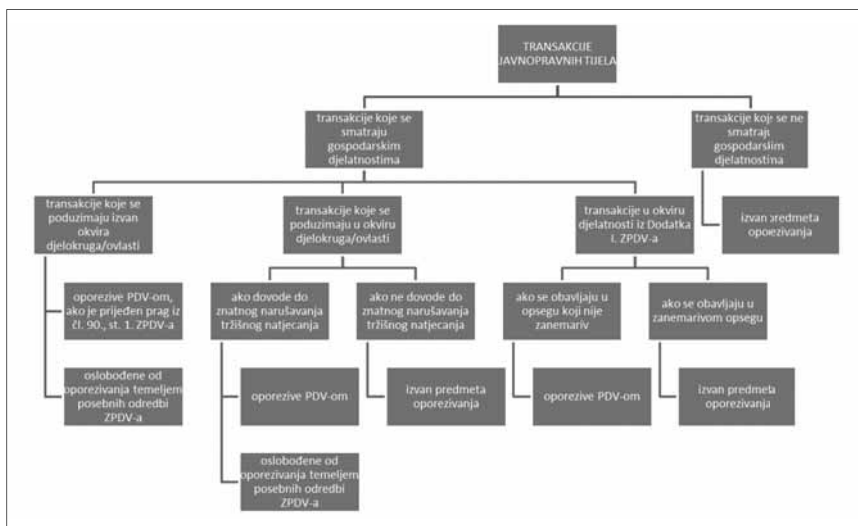 TRANSAKCIJE
JAVNOPRAVNIH TIJELA
transakcije koje se
smatraju
gospodarskim
djelatnostima
transakcije koje se ne
smatraju
gospodarskim
djelatnostima
transakcije koje se
poduzimaju izvan
okvira
djelokruga/ovlasti
transakcije koje se
poduzimaju u okviru
djelokruga/ovlasti
transakcije u okviru
djelatnosti iz Dodatka
I. ZPDV-a
izvan predmeta
oporezivanja
oporezive PDV-om,
ako je prijeđen prag iz
čl. 90., st. 1. ZPDV-a
ako dovode do
znatnog narušavanja
tržišnog natjecanja
ako ne dovode do
znatnog narušavanja
tržišnog natjecanja
ako se obavljaju u
opsegu koji nije
zanemariv
ako se obavljaju u
zanemarivom opsegu
oslobođene od
oporezivanja temeljem
posebnih odredbi
ZPDV-a
oporezive PDV-om
izvan predmeta
oporezivanja
oporezive PDV-om
izvan predmeta
oporezivanja
oslobođene od
oporezivanja temeljem
posebnih odredbi
ZPDV-a